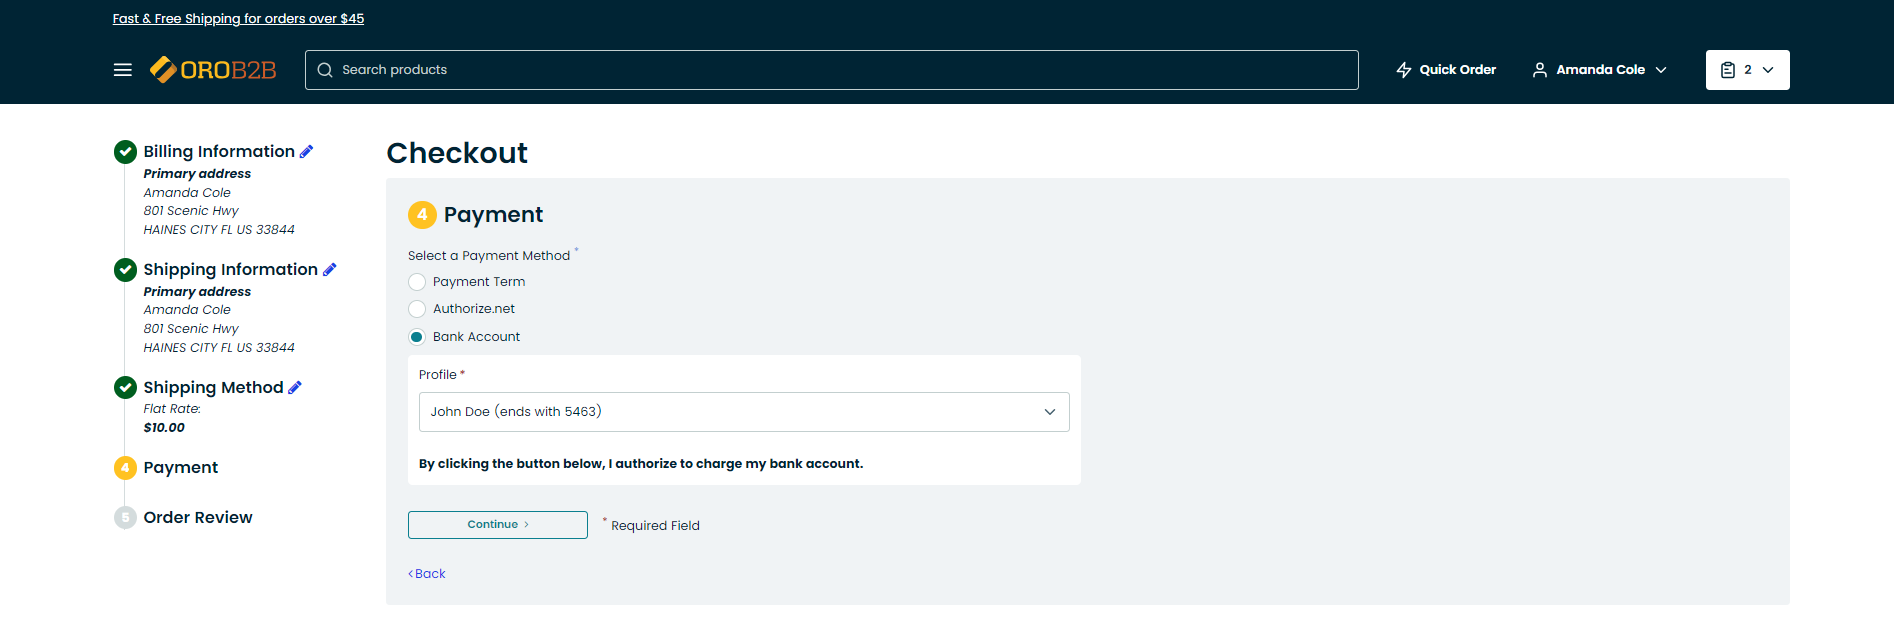 Fast & Free Shipping for orders over $45
OROB2B
Search products
Quick Order
Amanda Cole
2
Billing Information
Primary address
Amanda Cole
801 Scenic Hwy
HAINES CITY FL US 33844
Shipping Information
Primary address
Amanda Cole
801 Scenic Hwy
HAINES CITY FL US 33844
Shipping Method
Flat Rate:
$10.00
4 Payment
5 Order Review
Checkout
4 Payment
Select a Payment Method *
Payment Term
Authorize.net
Bank Account
Profile *
John Doe (ends with 5463)
By clicking the button below, I authorize to charge my bank account.
Continue >
* Required Field
< Back